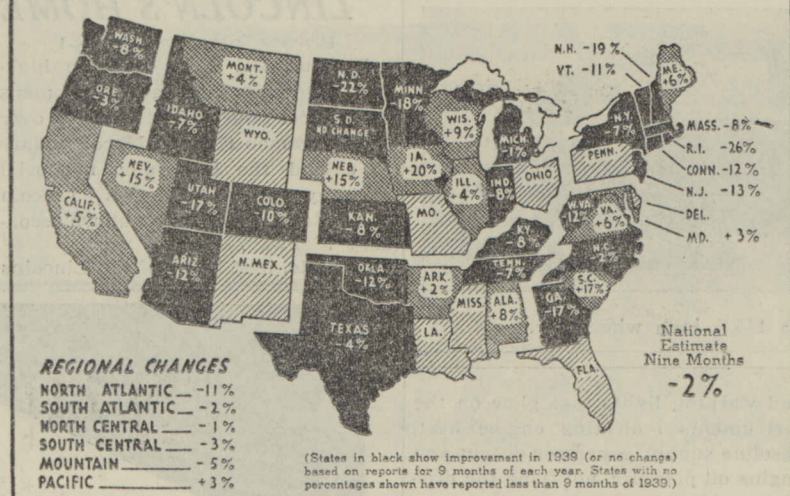 LINCOLN'S HOME
WASH.
-8%
ORE.
-3%
CALIF.
+5%
NEV.
+15%
IDAHO
-7%
MONT.
+4%
WYO.
UTAH
-17%
COLO.
-10%
ARIZ.
-12%
N.MEX.
N.D.
-22%
S.D.
NO CHANGE
NEB.
+15%
KAN.
-8%
OKLA.
-12%
TEXAS
-4%
MINN.
-18%
IA.
+20%
MO.
ARK.
+2%
LA.
WIS.
+9%
ILL.
+4%
MICH.
-1%
IND.
-8%
OHIO
KY.
-8
TENN.
-7%
MISS.
ALA.
+8%
GA.
-17%
FLA.
S.C.
+17%
N.C.
-2%
VA.
+6%
W.VA.
-12%
PENN.
N.Y.
-7%
ME.
+6%
N.H. -19%
VT. -11%
MASS. -8%
R.I. -26%
CONN. -12%
N.J. -13%
DEL.
MD. +3%
National
Estimate
Nine Months
-2%
REGIONAL CHANGES
NORTH ATLANTIC -11%
SOUTH ATLANTIC -2%
NORTH CENTRAL -1%
SOUTH CENTRAL -3%
MOUNTAIN -5%
PACIFIC +3%
(States in black show improvement in 1939 (or no change)
based on reports for 9 months of each year. States with no
percentages shown have reported less than 9 months of 1939.)